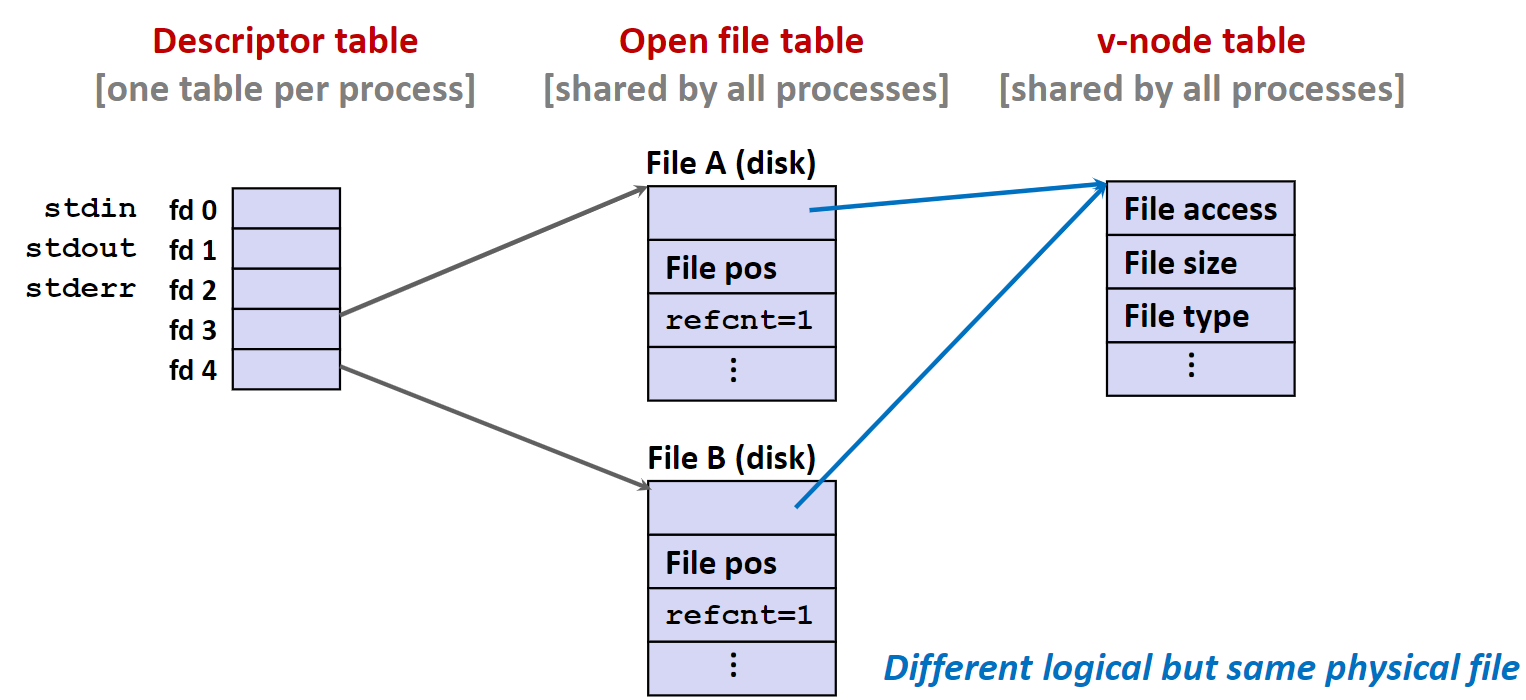 Descriptor table
[one table per process]
Open file table
[shared by all processes]
v-node table
[shared by all processes]
stdin fd 0
stdout fd 1
stderr fd 2
fd 3
fd 4
File A (disk)
File pos
refcnt=1
⋮
File B (disk)
File pos
refcnt=1
⋮
File access
File size
File type
⋮
Different logical but same physical file